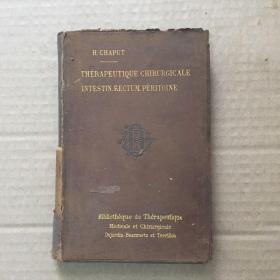 H. CHAPUT
THÉRAPEUTIQUE CHIRURGICALE
INTESTIN. RECTUM. PÉRITOINE
Bibliothèque de Thérapeutique
Médicale et Chirurgicale
Dujardin-Beaumetz et Terrillon